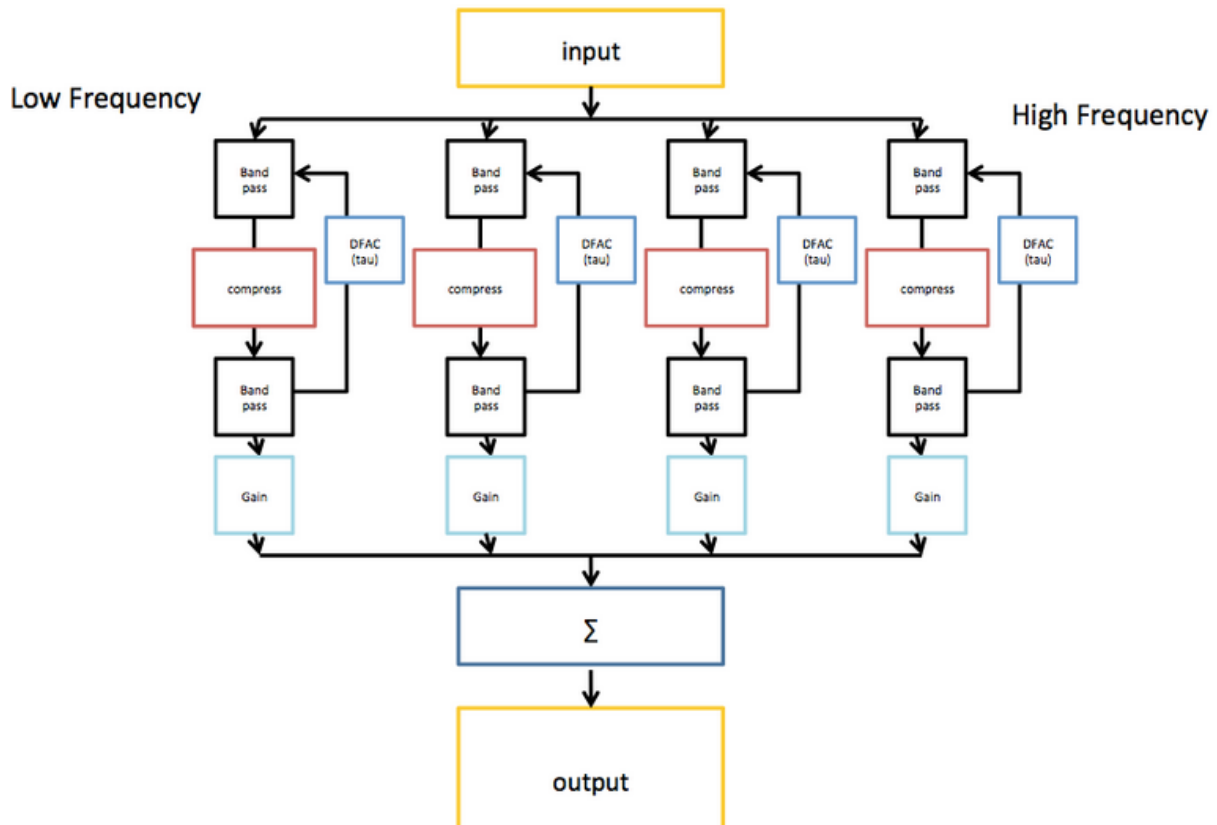 input
Low Frequency
High Frequency
Band
pass
Band
pass
Band
pass
Band
pass
DFAC
(tau)
DFAC
(tau)
DFAC
(tau)
DFAC
(tau)
compress
compress
compress
compress
Band
pass
Band
pass
Band
pass
Band
pass
Gain
Gain
Gain
Gain
Σ
output